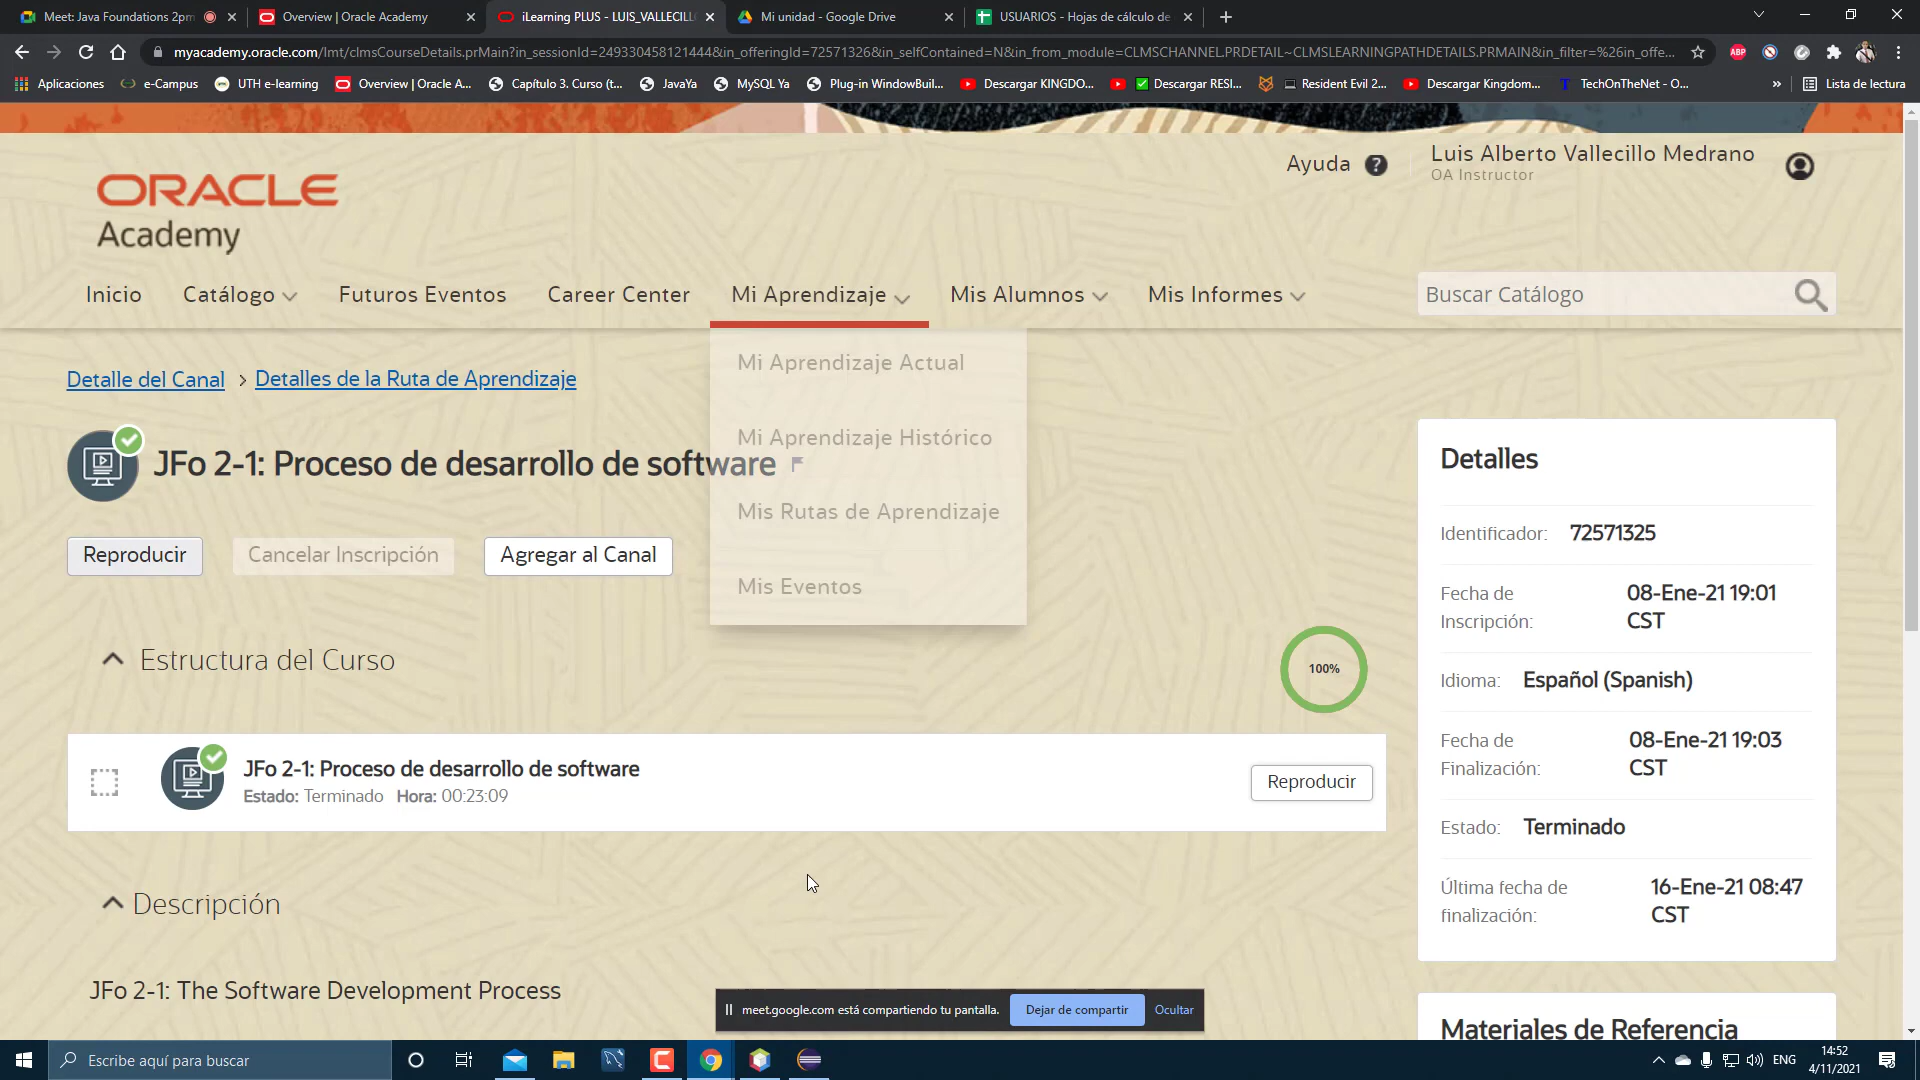 Meet: Java Foundations 2pm
Overview | Oracle Academy
iLearning PLUS - LUIS_VALLECILL
Mi unidad - Google Drive
USUARIOS - Hojas de cálculo de
myacademy.oracle.com/lmt/clmsCourseDetails.prMain?in_sessionId=249330458121444&in_offeringId=72571326&in_selfContained=N&in_from_module=CLMSCHANNEL.PRDETAIL~CLMSLEARNINGPATHDETAILS.PRMAIN&in_filter=%26in_offe...
ABP
Aplicaciones
e-Campus
UTH e-learning
Overview | Oracle A...
Capítulo 3. Curso (t...
JavaYa
MySQL Ya
Plug-in WindowBuil...
Descargar KINGDO...
Descargar RESI...
Resident Evil 2...
Descargar Kingdom...
TechOnTheNet - O...
»
Lista de lectura
Ayuda ?
Luis Alberto Vallecillo Medrano
OA Instructor
ORACLE
Academy
Inicio
Catálogo
Futuros Eventos
Career Center
Mi Aprendizaje
Mis Alumnos
Mis Informes
Buscar Catálogo
Mi Aprendizaje Actual
Mi Aprendizaje Histórico
Mis Rutas de Aprendizaje
Mis Eventos
Detalle del Canal > Detalles de la Ruta de Aprendizaje
JFo 2-1: Proceso de desarrollo de software
Reproducir
Cancelar Inscripción
Agregar al Canal
Estructura del Curso
100%
JFo 2-1: Proceso de desarrollo de software
Estado: Terminado Hora: 00:23:09
Reproducir
Descripción
JFo 2-1: The Software Development Process
Detalles
Identificador: 72571325
Fecha de Inscripción: 08-Ene-21 19:01 CST
Idioma: Español (Spanish)
Fecha de Finalización: 08-Ene-21 19:03 CST
Estado: Terminado
Última fecha de finalización: 16-Ene-21 08:47 CST
Materiales de Referencia
meet.google.com está compartiendo tu pantalla.
Dejar de compartir
Ocultar
Escribe aquí para buscar
ENG
14:52
4/11/2021